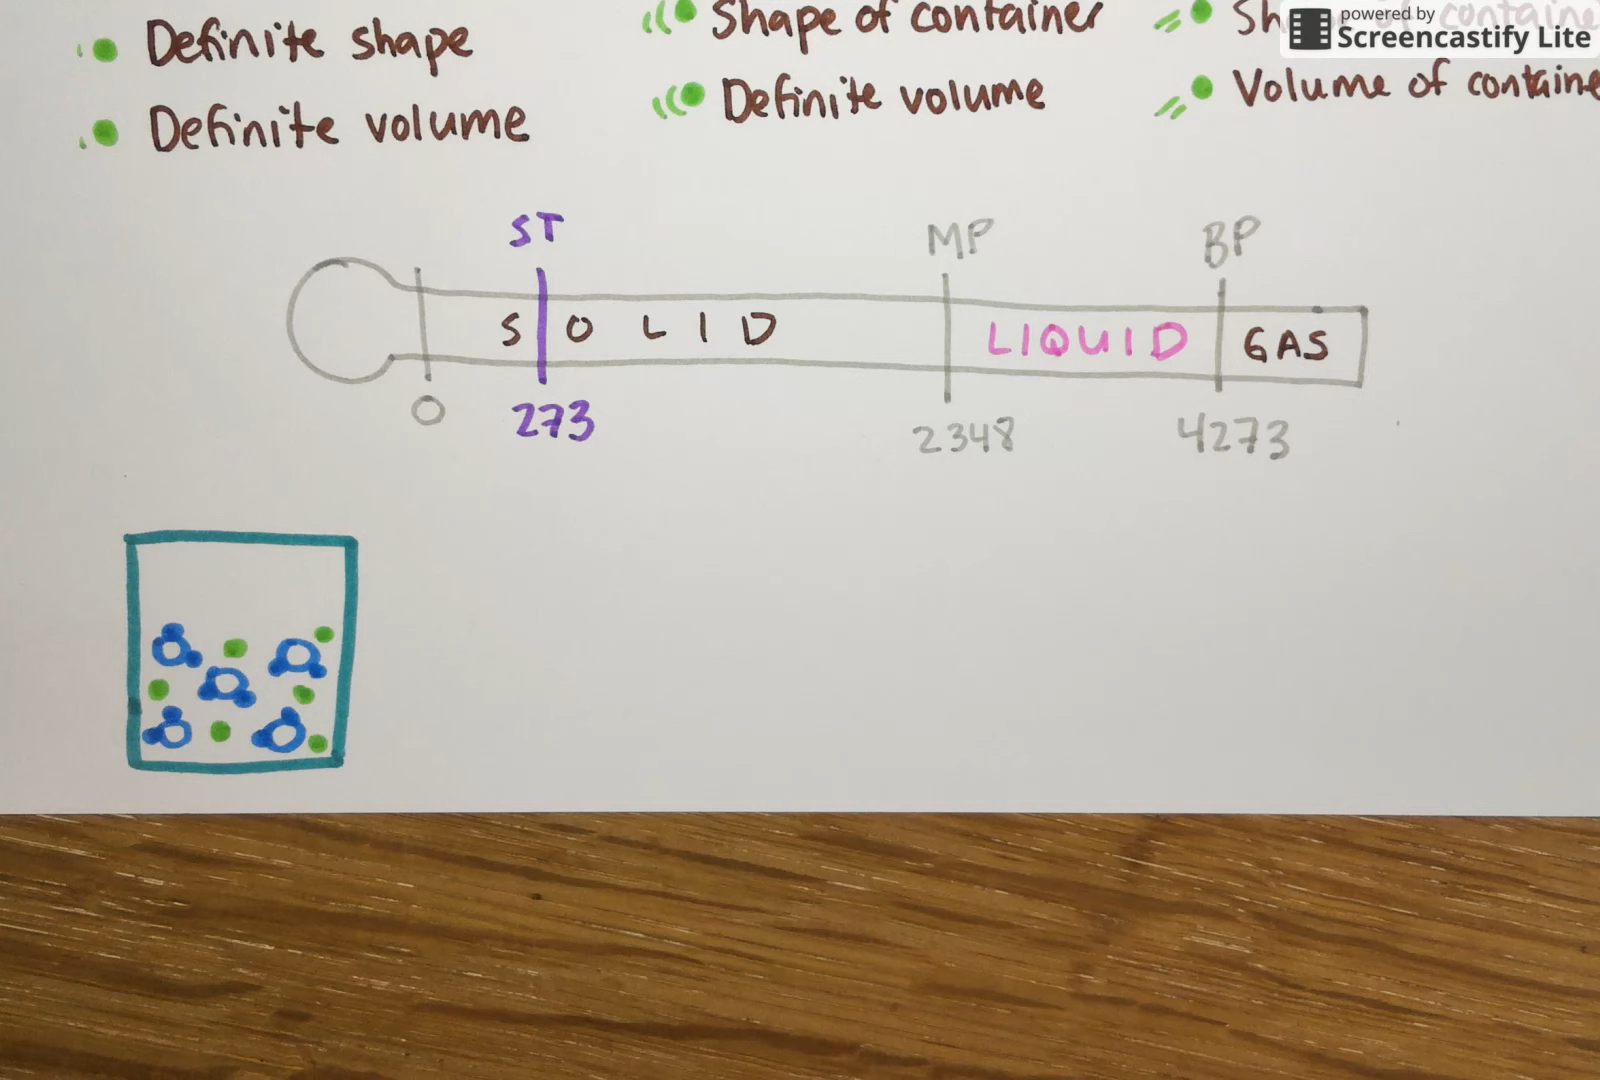 Definite shape
Definite volume
Shape of container
Definite volume
Volume of containe
powered by
Screencastify Lite
ST
MP
BP
SOLID
LIQUID
GAS
0
273
2348
4273